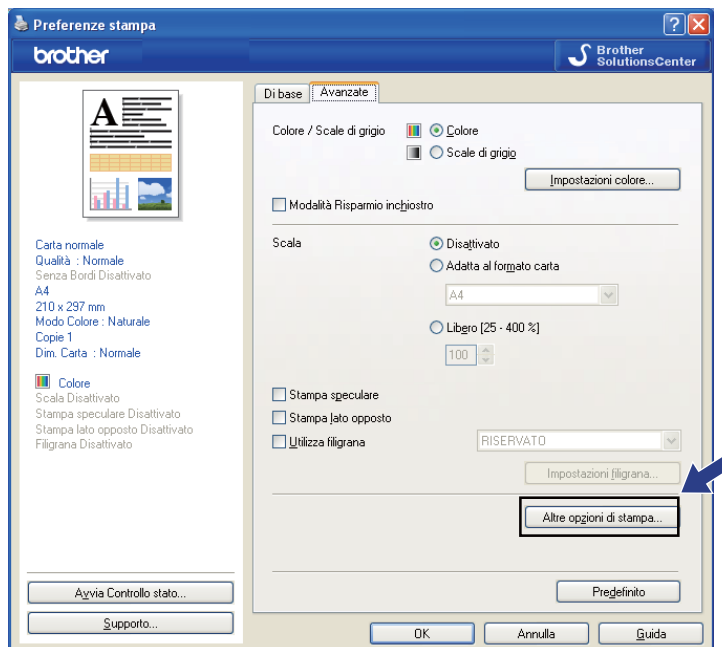 Preferenze stampa
brother
Brother
SolutionsCenter
Di base
Avanzate
A
Carta normale
Qualità : Normale
Senza Bordi Disattivato
A4
210 x 297 mm
Modo Colore : Naturale
Copie 1
Dim. Carta : Normale
Colore
Scala Disattivato
Stampa speculare Disattivato
Stampa lato opposto Disattivato
Filigrana Disattivato
Avvia Controllo stato...
Supporto...
Colore / Scale di grigio
Colore
Scale di grigio
Impostazioni colore...
Modalità Risparmio inchiostro
Scala
Disattivato
Adatta al formato carta
A4
Libero [25 - 400 %]
100
Stampa speculare
Stampa lato opposto
Utilizza filigrana
RISERVATO
Impostazioni filigrana...
Altre opzioni di stampa...
Predefinito
OK
Annulla
Guida